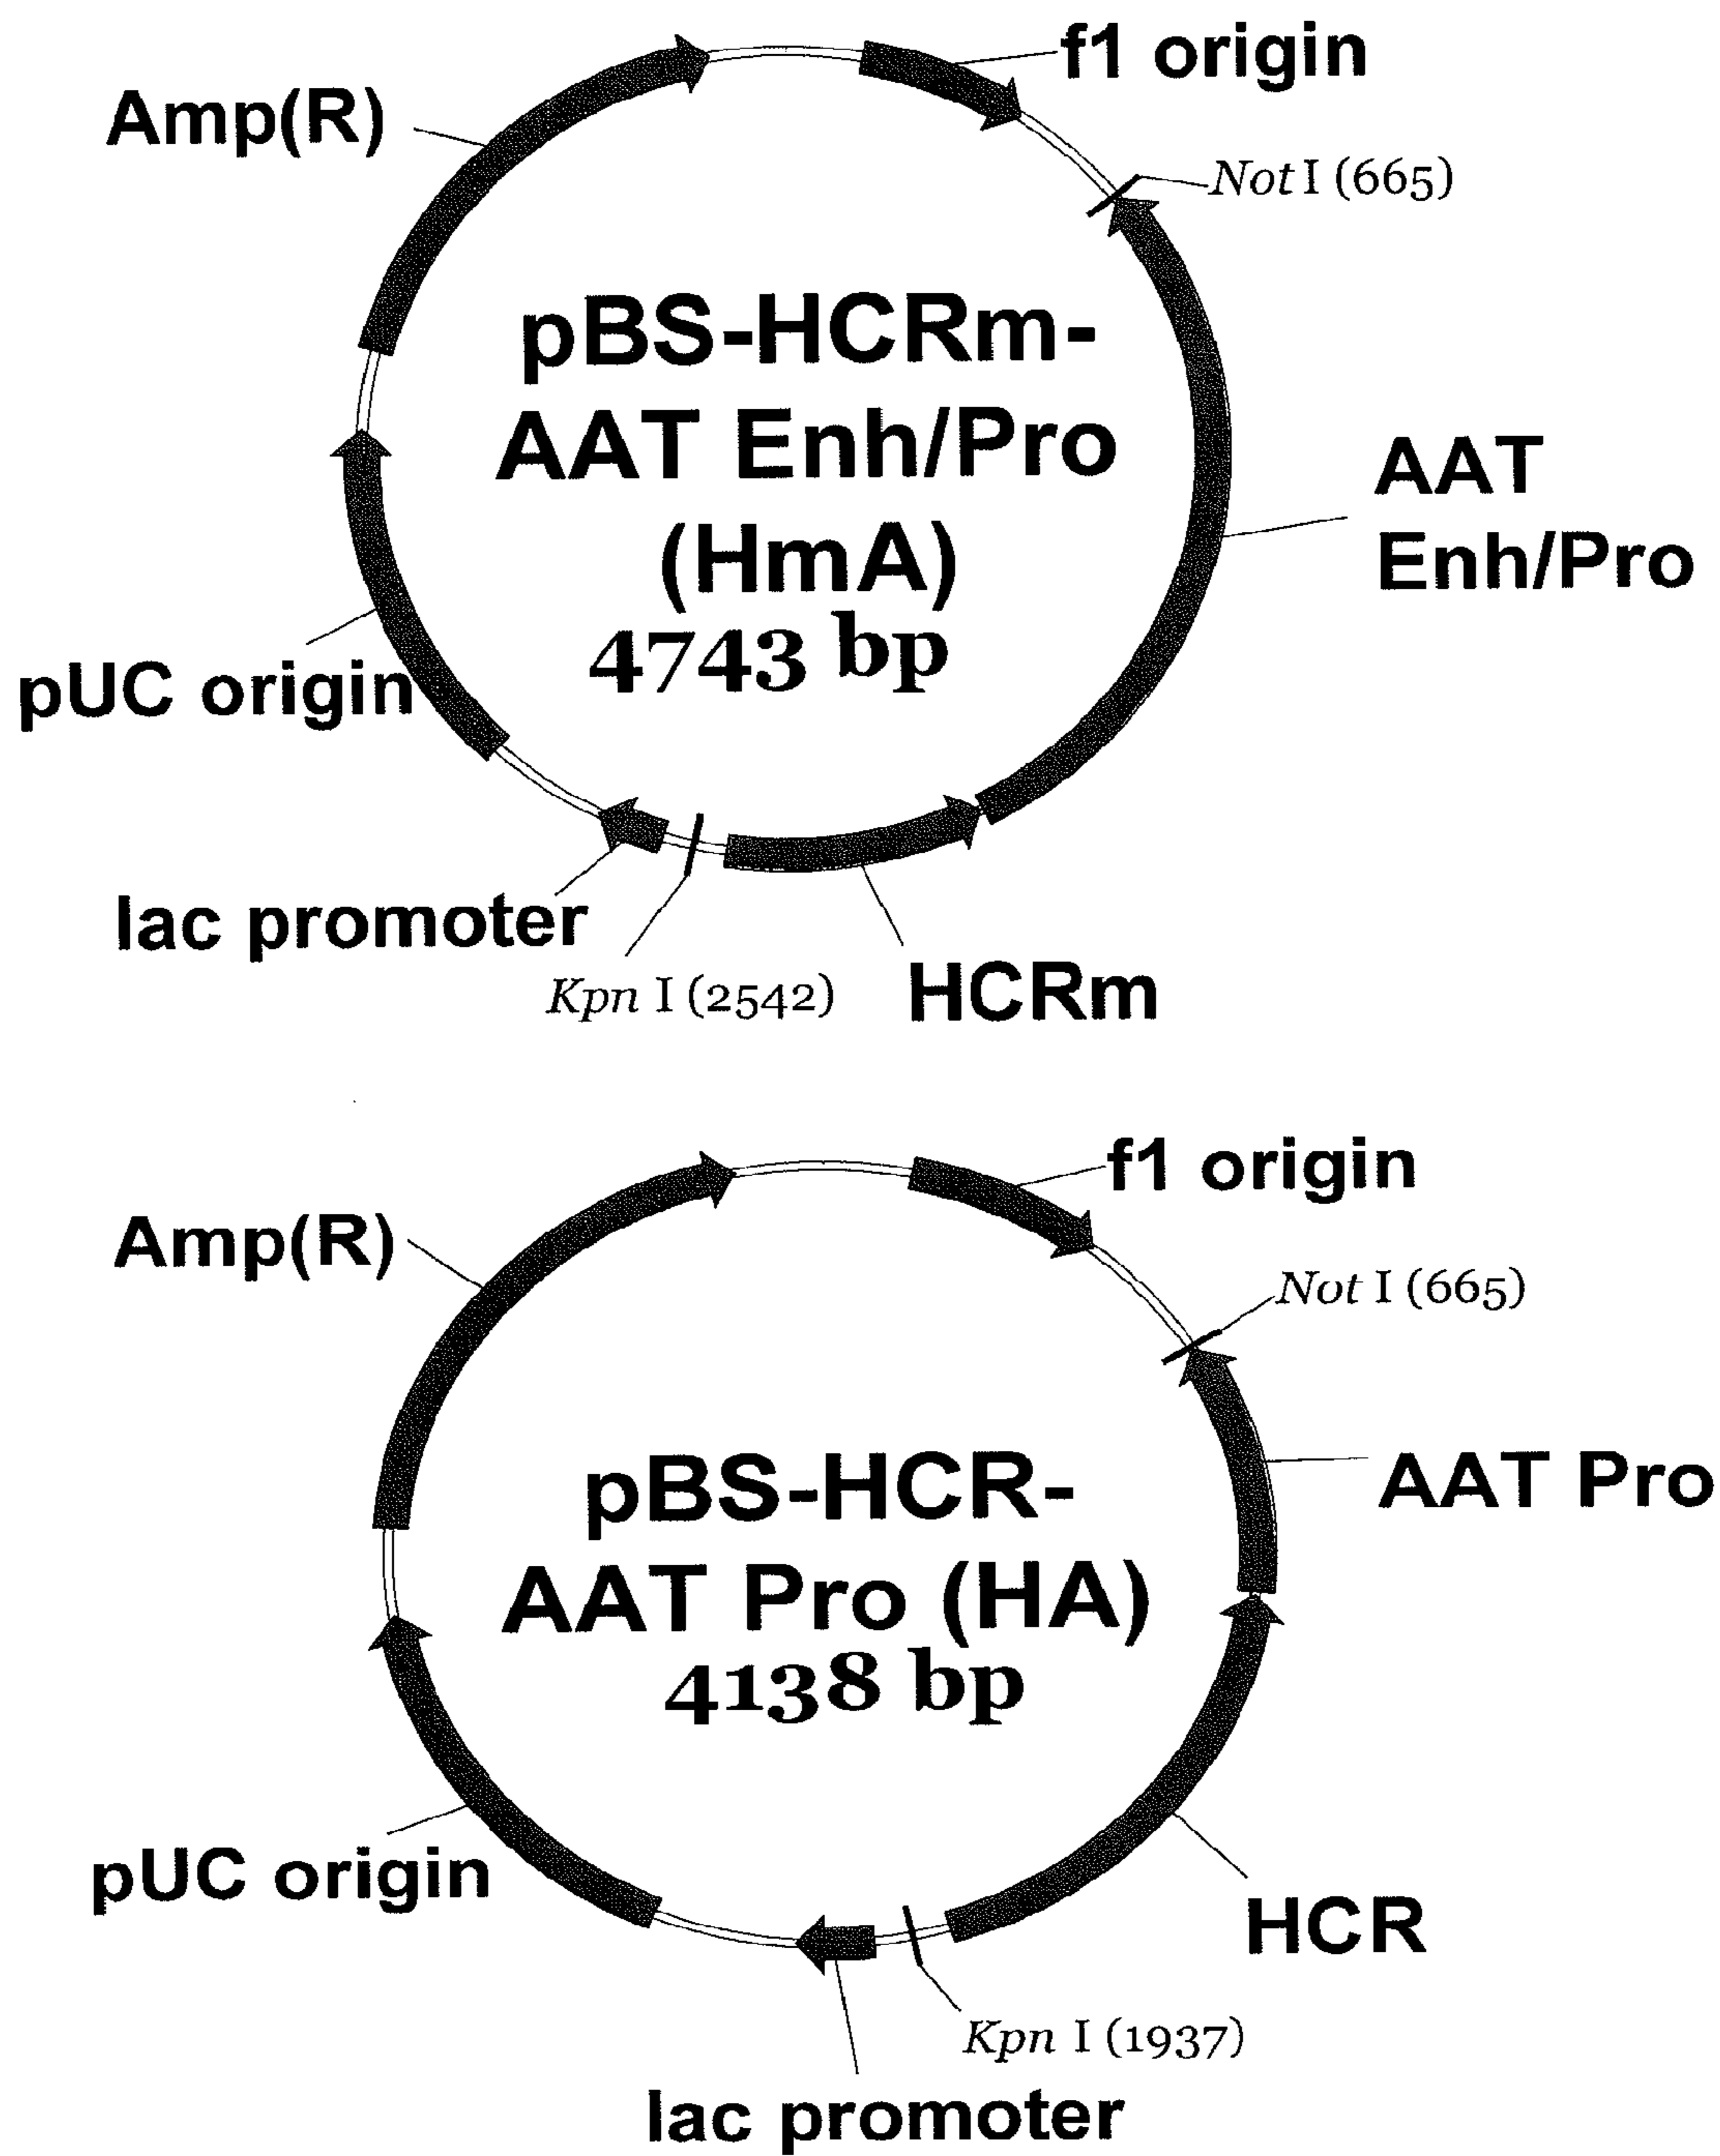 f1 origin
Amp(R)
Not I (665)
pBS-HCRm-
AAT Enh/Pro
(HmA)
4743 bp
AAT
Enh/Pro
pUC origin
lac promoter
Kpn I (2542)
HCRm
f1 origin
Amp(R)
Not I (665)
pBS-HCR-
AAT Pro (HA)
4138 bp
AAT Pro
pUC origin
HCR
Kpn I (1937)
lac promoter